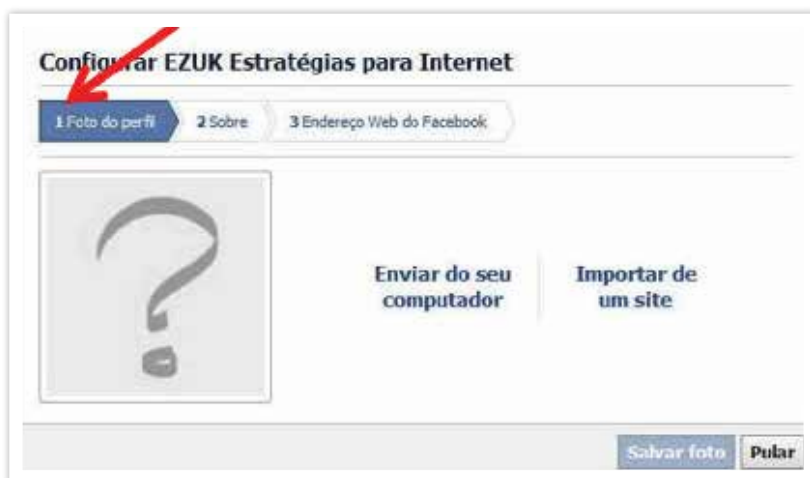 Configurar EZUK Estratégias para Internet
1 Foto do perfil 2 Sobre 3 Endereço Web do Facebook
Enviar do seu computador
Importar de um site
Salvar foto Pular